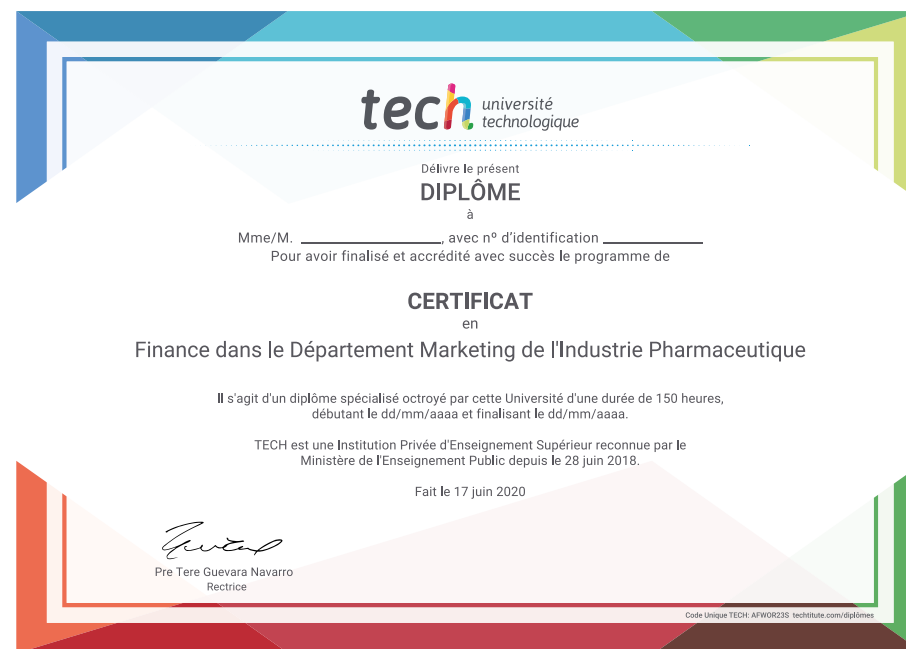 tech université
technologique
Délivre le présent
DIPLÔME
à
Mme/M. ____________________, avec nº d'identification ______________
Pour avoir finalisé et accrédité avec succès le programme de
CERTIFICAT
en
Finance dans le Département Marketing de l'Industrie Pharmaceutique
Il s'agit d'un diplôme spécialisé octroyé par cette Université d'une durée de 150 heures,
débutant le dd/mm/aaaa et finalisant le dd/mm/aaaa.
TECH est une Institution Privée d'Enseignement Supérieur reconnue par le
Ministère de l'Enseignement Public depuis le 28 juin 2018.
Fait le 17 juin 2020
Pre Tere Guevara Navarro
Rectrice
Code Unique TECH: AFWOR23S techtitute.com/diplômes